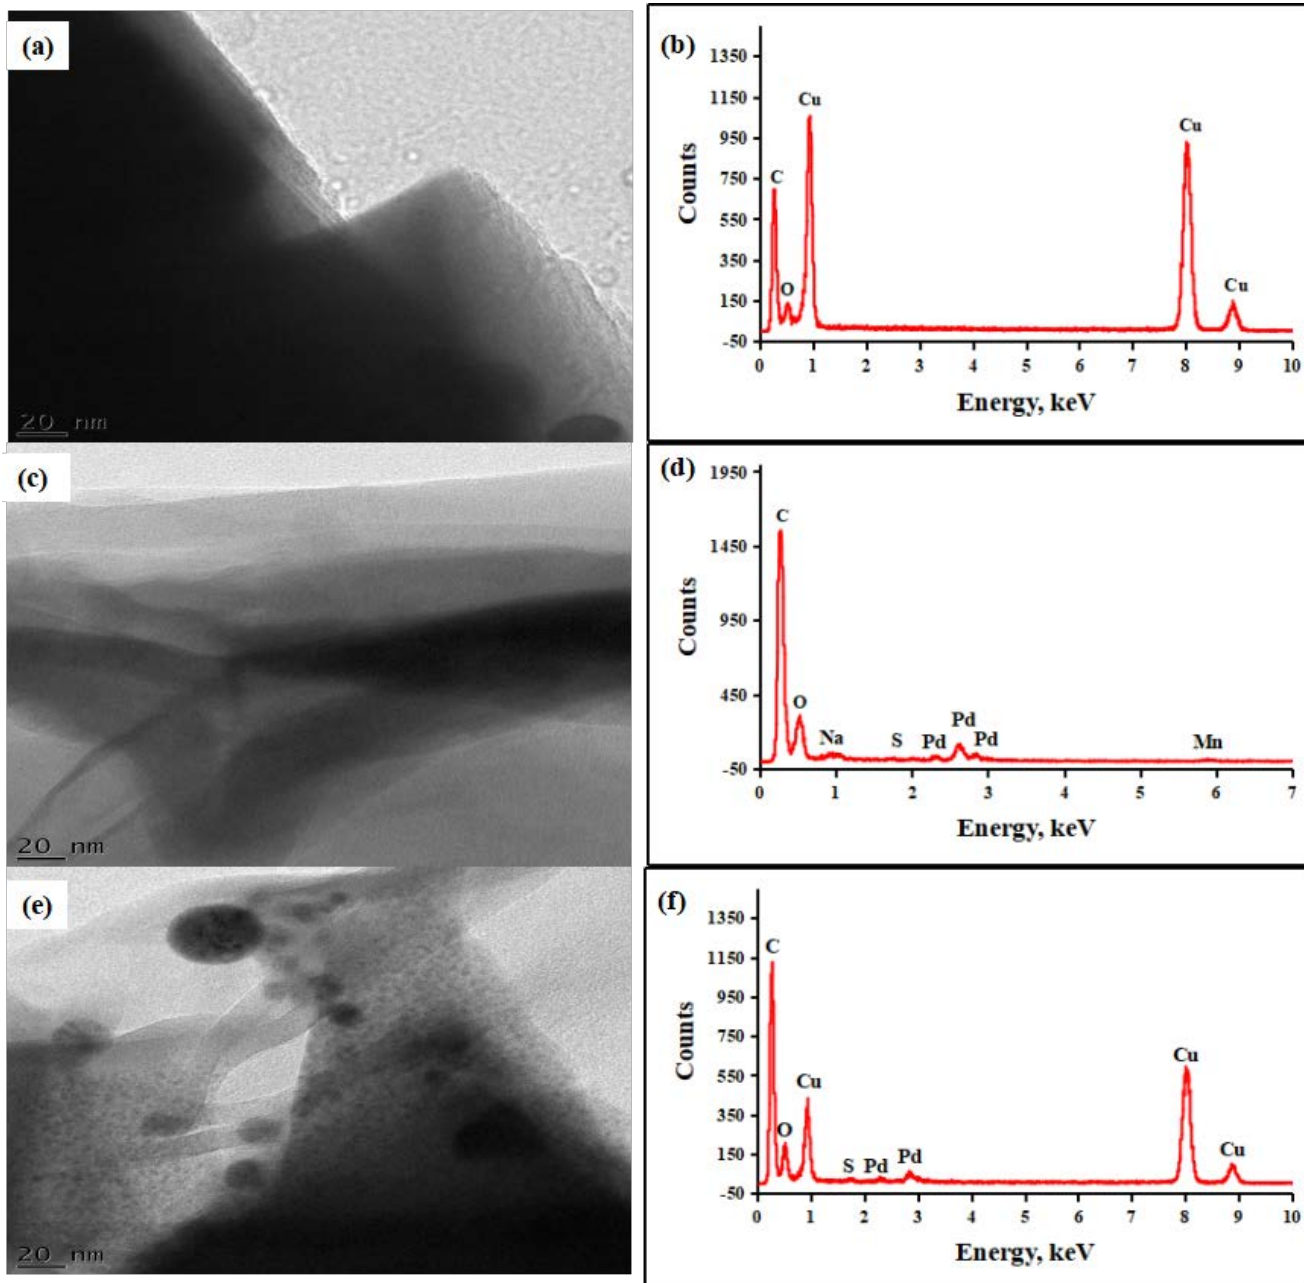 (a)
20 nm
(b)
1350
1150
950
750
550
350
150
-50
Counts
C
O
Cu
Cu
Cu
0 1 2 3 4 5 6 7 8 9 10
Energy, keV
(c)
20 nm
(d)
1950
1450
950
450
-50
Counts
C
O
Na
S
Pd
Pd
Pd
Mn
0 1 2 3 4 5 6 7
Energy, keV
(e)
20 nm
(f)
1350
1150
950
750
550
350
150
-50
Counts
C
O
Cu
S
Pd
Pd
Cu
Cu
0 1 2 3 4 5 6 7 8 9 10
Energy, keV